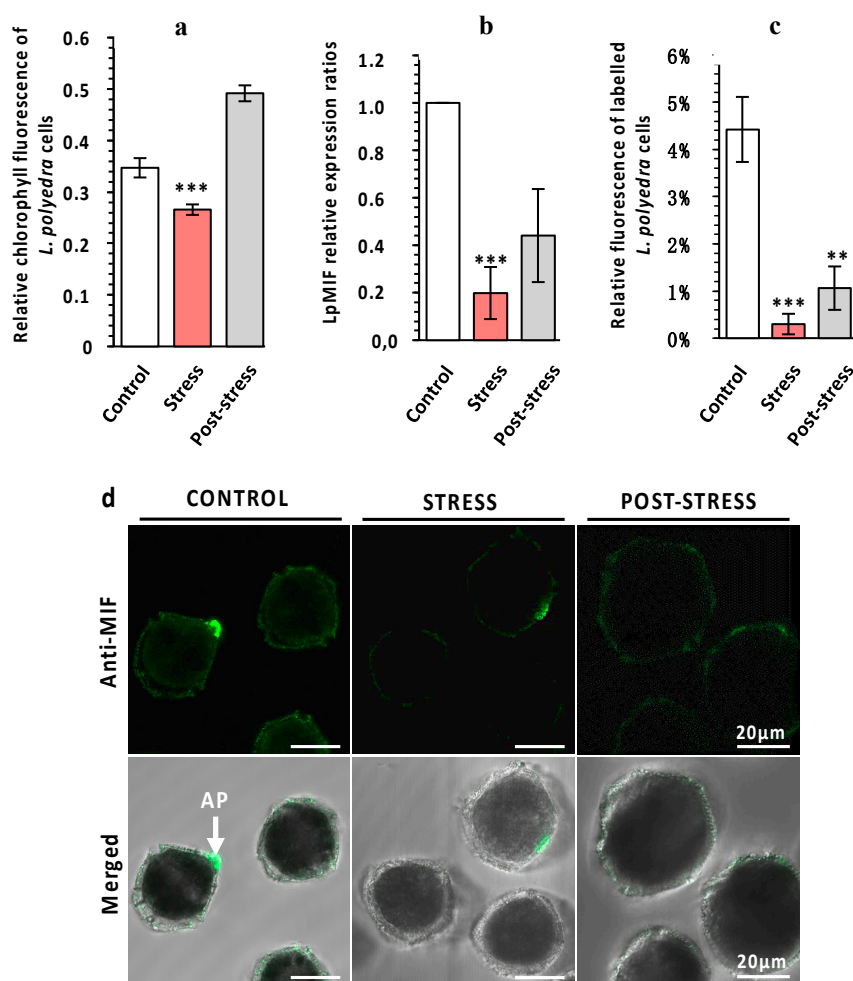 a
Relative chlorophyll fluorescence of
L. polyedra cells
0.6
0.5
0.4
0.3
0.2
0.1
0
***
Control
Stress
Post-stress
b
LpMIF relative expression ratios
1.2
1.0
0.8
0.6
0.4
0.2
0,0
***
Control
Stress
Post-stress
c
Relative fluorescence of labelled
L. polyedra cells
6%
5%
4%
3%
2%
1%
0%
***
**
Control
Stress
Post-stress
d
CONTROL
STRESS
POST-STRESS
Anti-MIF
20µm
Merged
AP
20µm